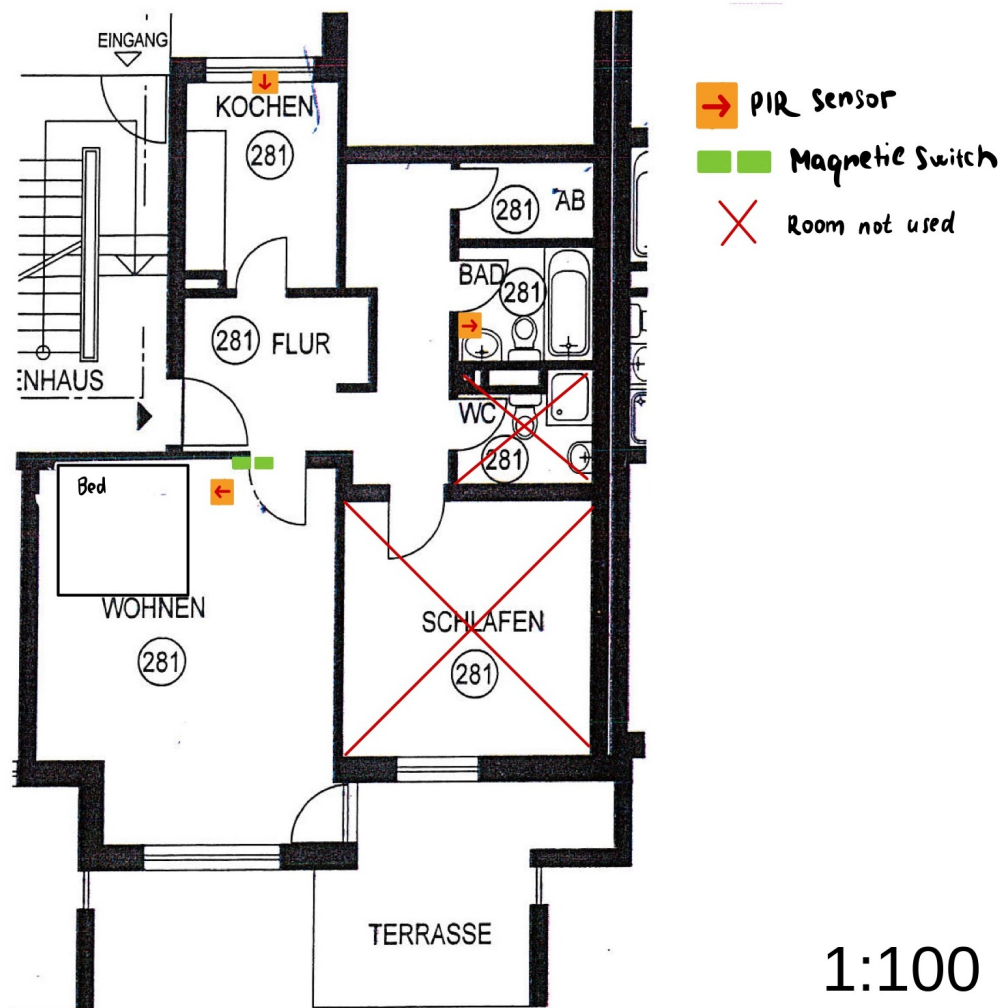 EINGANG
KOCHEN
281
PIR Sensor
Magnetic Switch
Room not used
281
AB
BAD
281
281
FLUR
ENHAUS
WC
281
Bed
WOHNEN
281
SCHLAFEN
281
TERRASSE
1:100